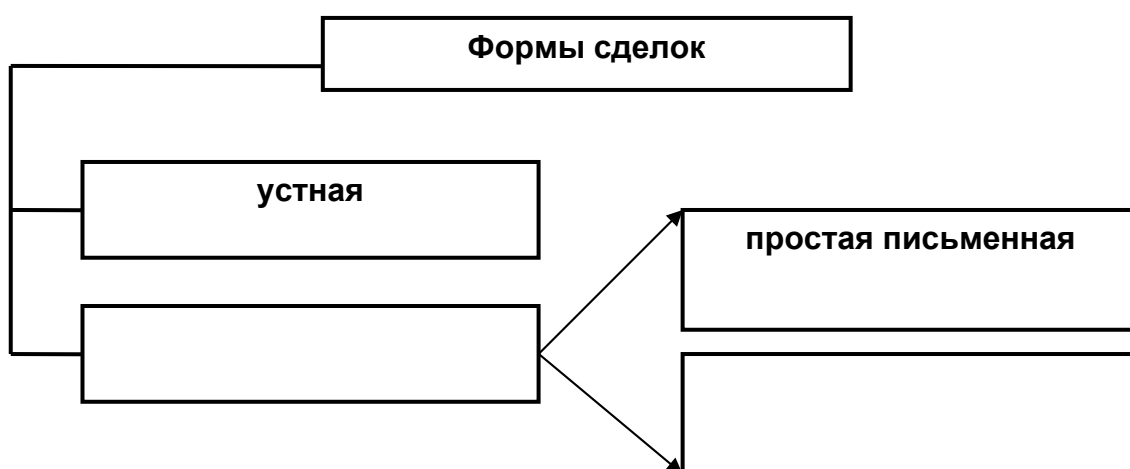 Формы сделок
устная
простая письменная